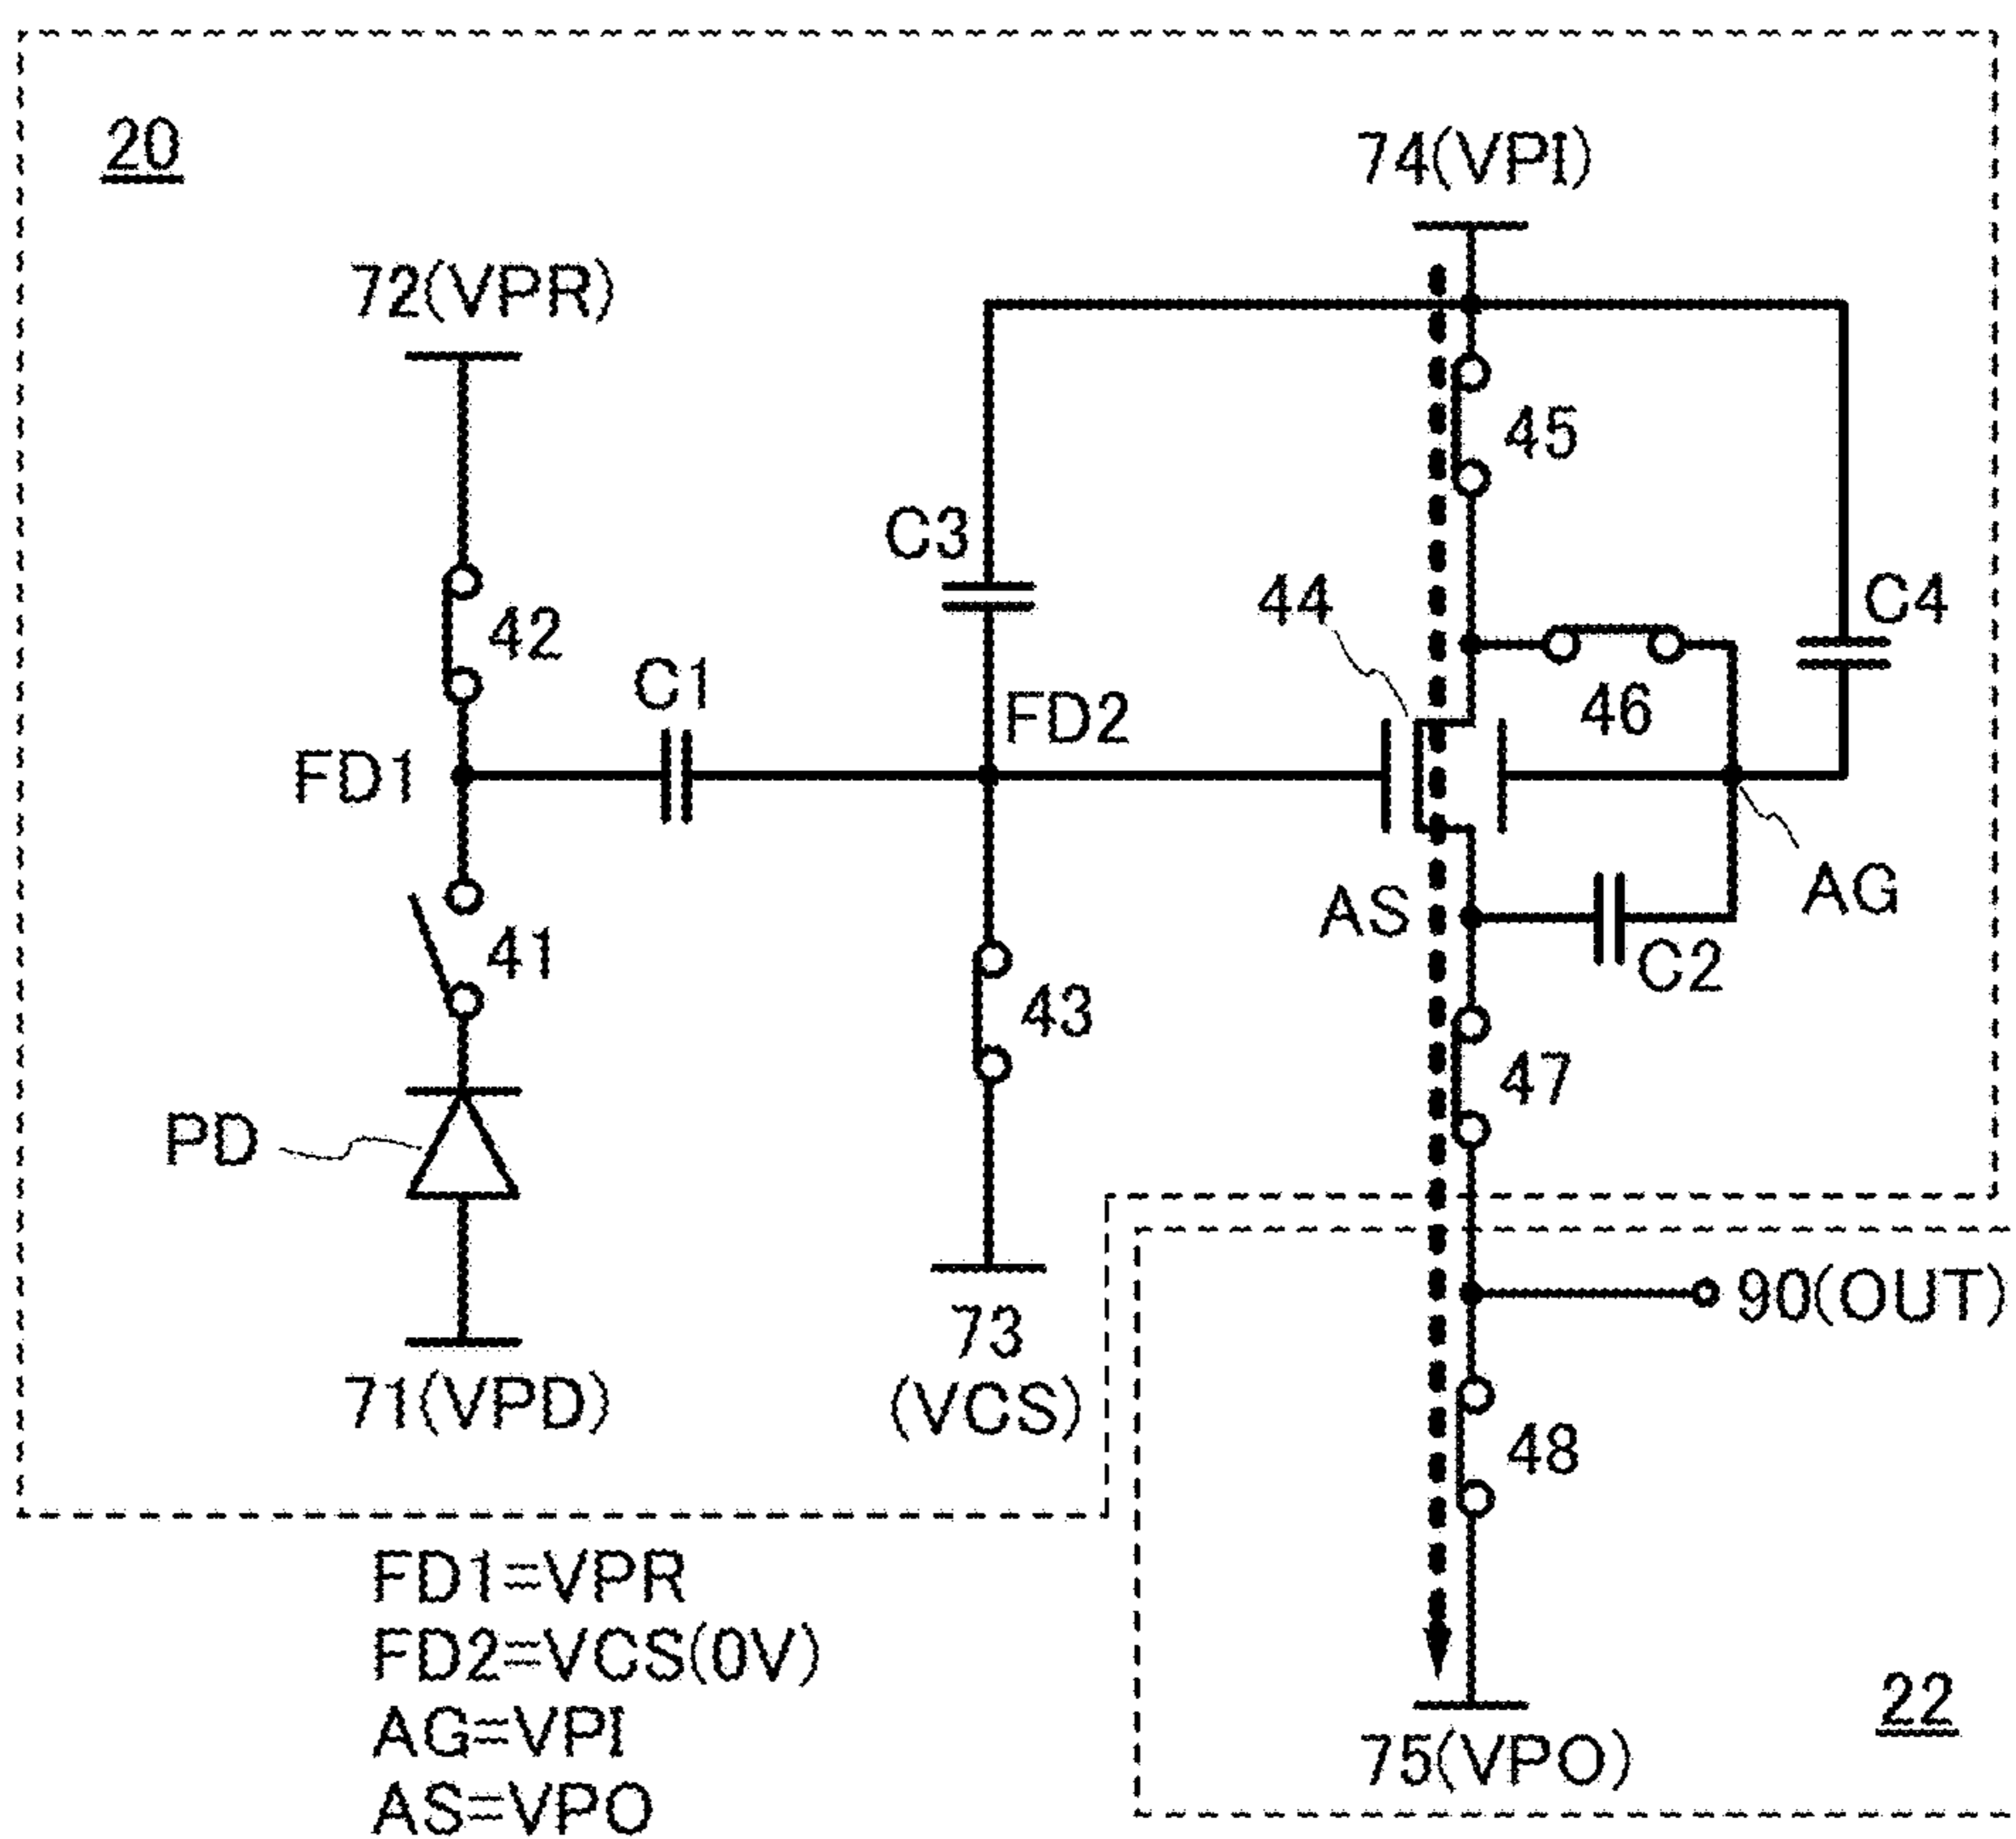 20
74(VPI)
72(VPR)
45
C3
44
C4
42
C1
46
FD2
FD1
AG
AS
C2
41
43
47
PD
90(OUT)
73
(VCS)
71(VPD)
48
FD1=VPR
FD2=VCS(0V)
AG=VPI
AS=VPO
22
75(VPO)